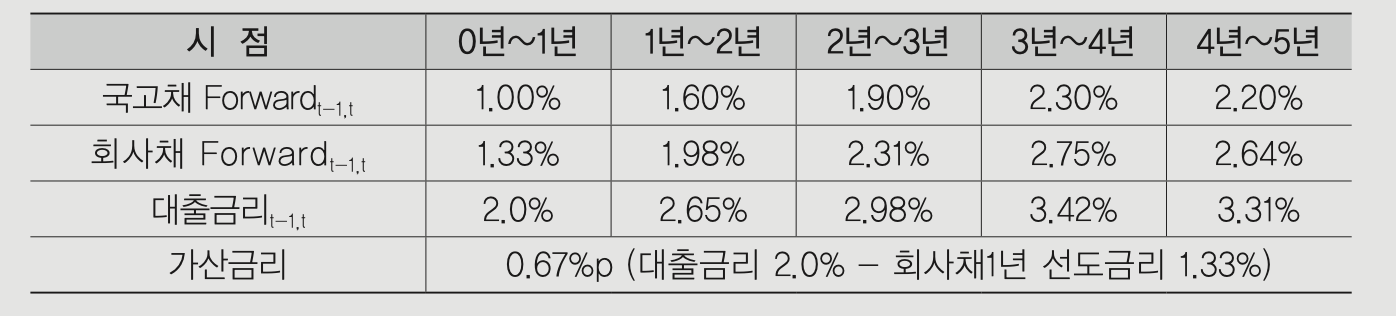 시 점 0년~1년 1년~2년 2년~3년 3년~4년 4년~5년
국고채 Forwardt-1,t 1.00% 1.60% 1.90% 2.30% 2.20%
회사채 Forwardt-1,t 1.33% 1.98% 2.31% 2.75% 2.64%
대출금리t-1,t 2.0% 2.65% 2.98% 3.42% 3.31%
가산금리 0.67%p (대출금리 2.0% - 회사채1년 선도금리 1.33%)